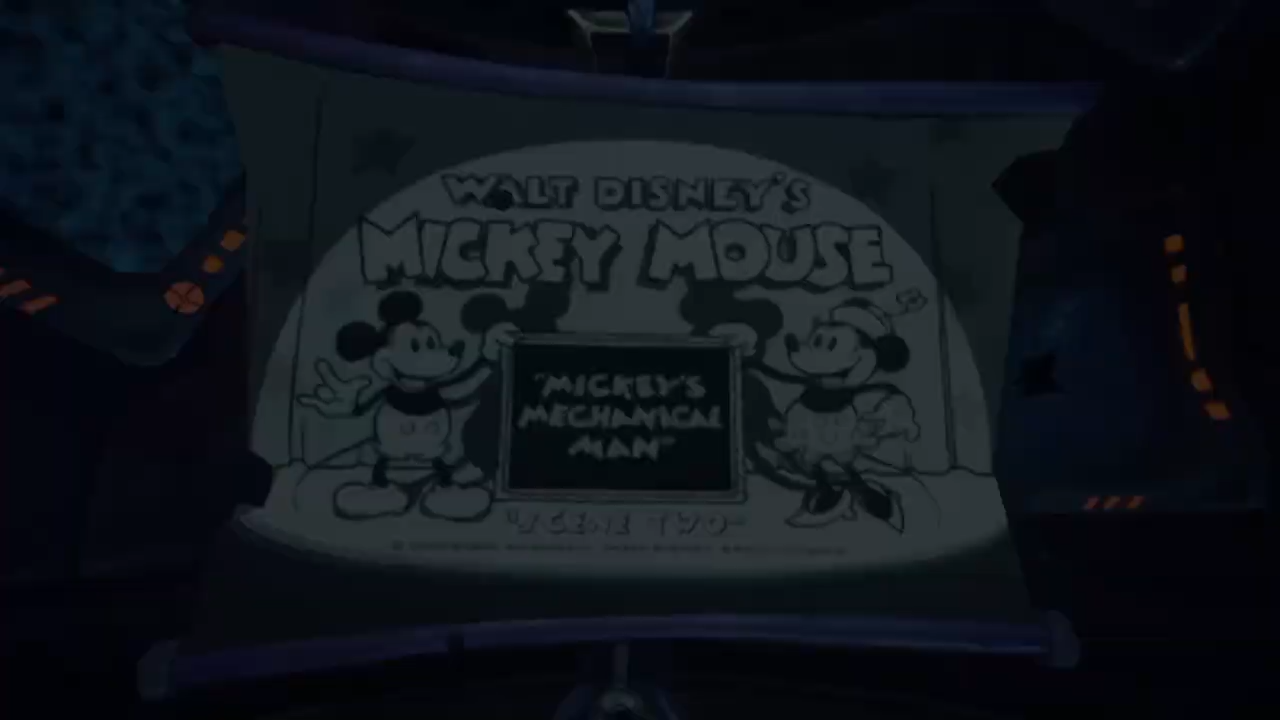 WALT DISNEY'S
MICKEY MOUSE
"MICKEY'S
MECHANICAL
MAN"
"SCENE TWO"